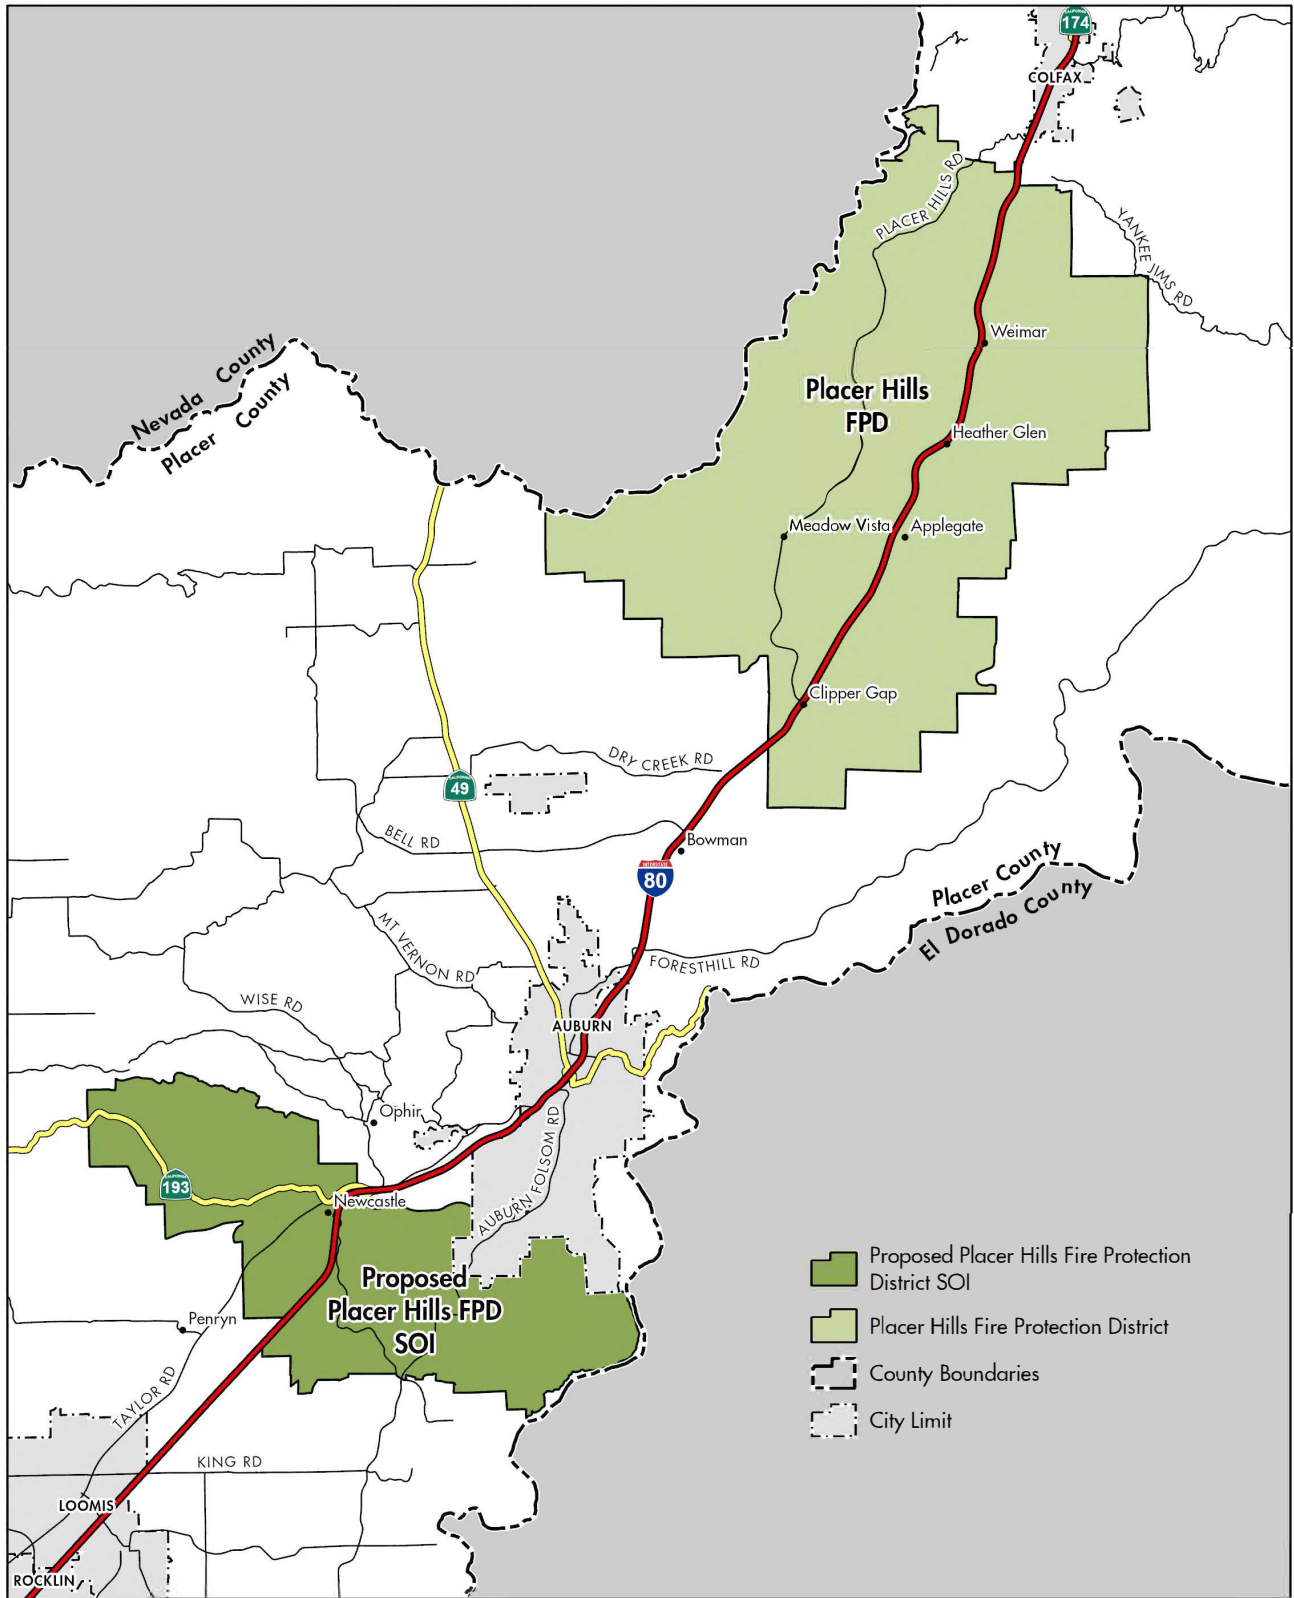 CALIFORNIA
174
COLFAX
PLACER HILLS RD
YANKEE JIMS RD
Weimar
Nevada County
Placer County
Placer Hills
FPD
Heather Glen
Meadow Vista
Applegate
Clipper Gap
DRY CREEK RD
CALIFORNIA
49
BELL RD
Bowman
INTERSTATE
80
Placer County
El Dorado County
MT VERNON RD
FORESTHILL RD
WISE RD
AUBURN
Ophir
AUBURN FOLSOM RD
CALIFORNIA
193
Newcastle
Proposed
Placer Hills FPD
SOI
Penryn
TAYLOR RD
KING RD
LOOMIS
ROCKLIN
Proposed Placer Hills Fire Protection
District SOI
Placer Hills Fire Protection District
County Boundaries
City Limit